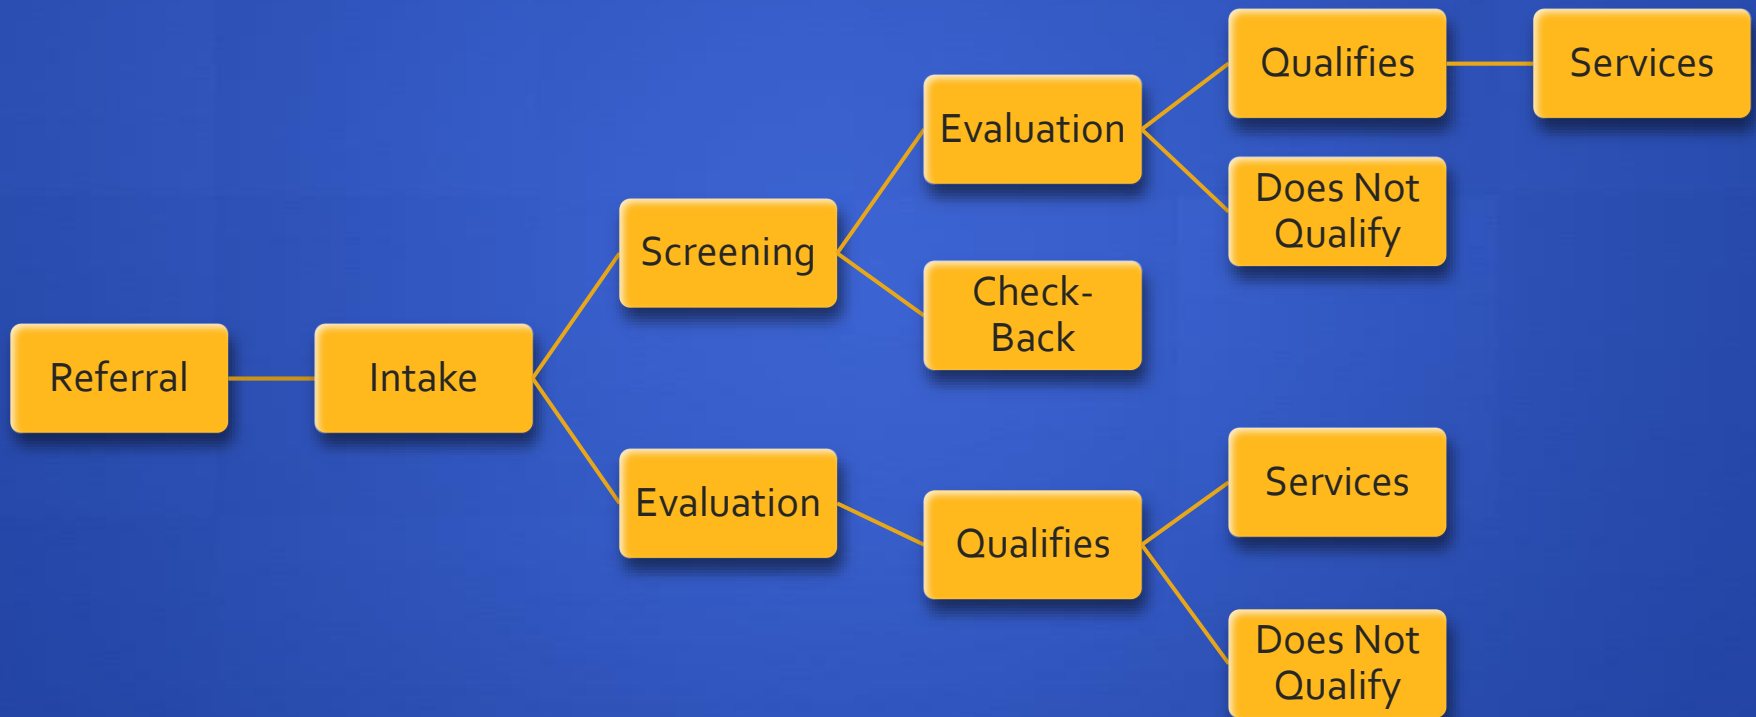 Referral
Intake
Screening
Evaluation
Qualifies
Services
Does Not
Qualify
Check-
Back
Evaluation
Qualifies
Services
Does Not
Qualify